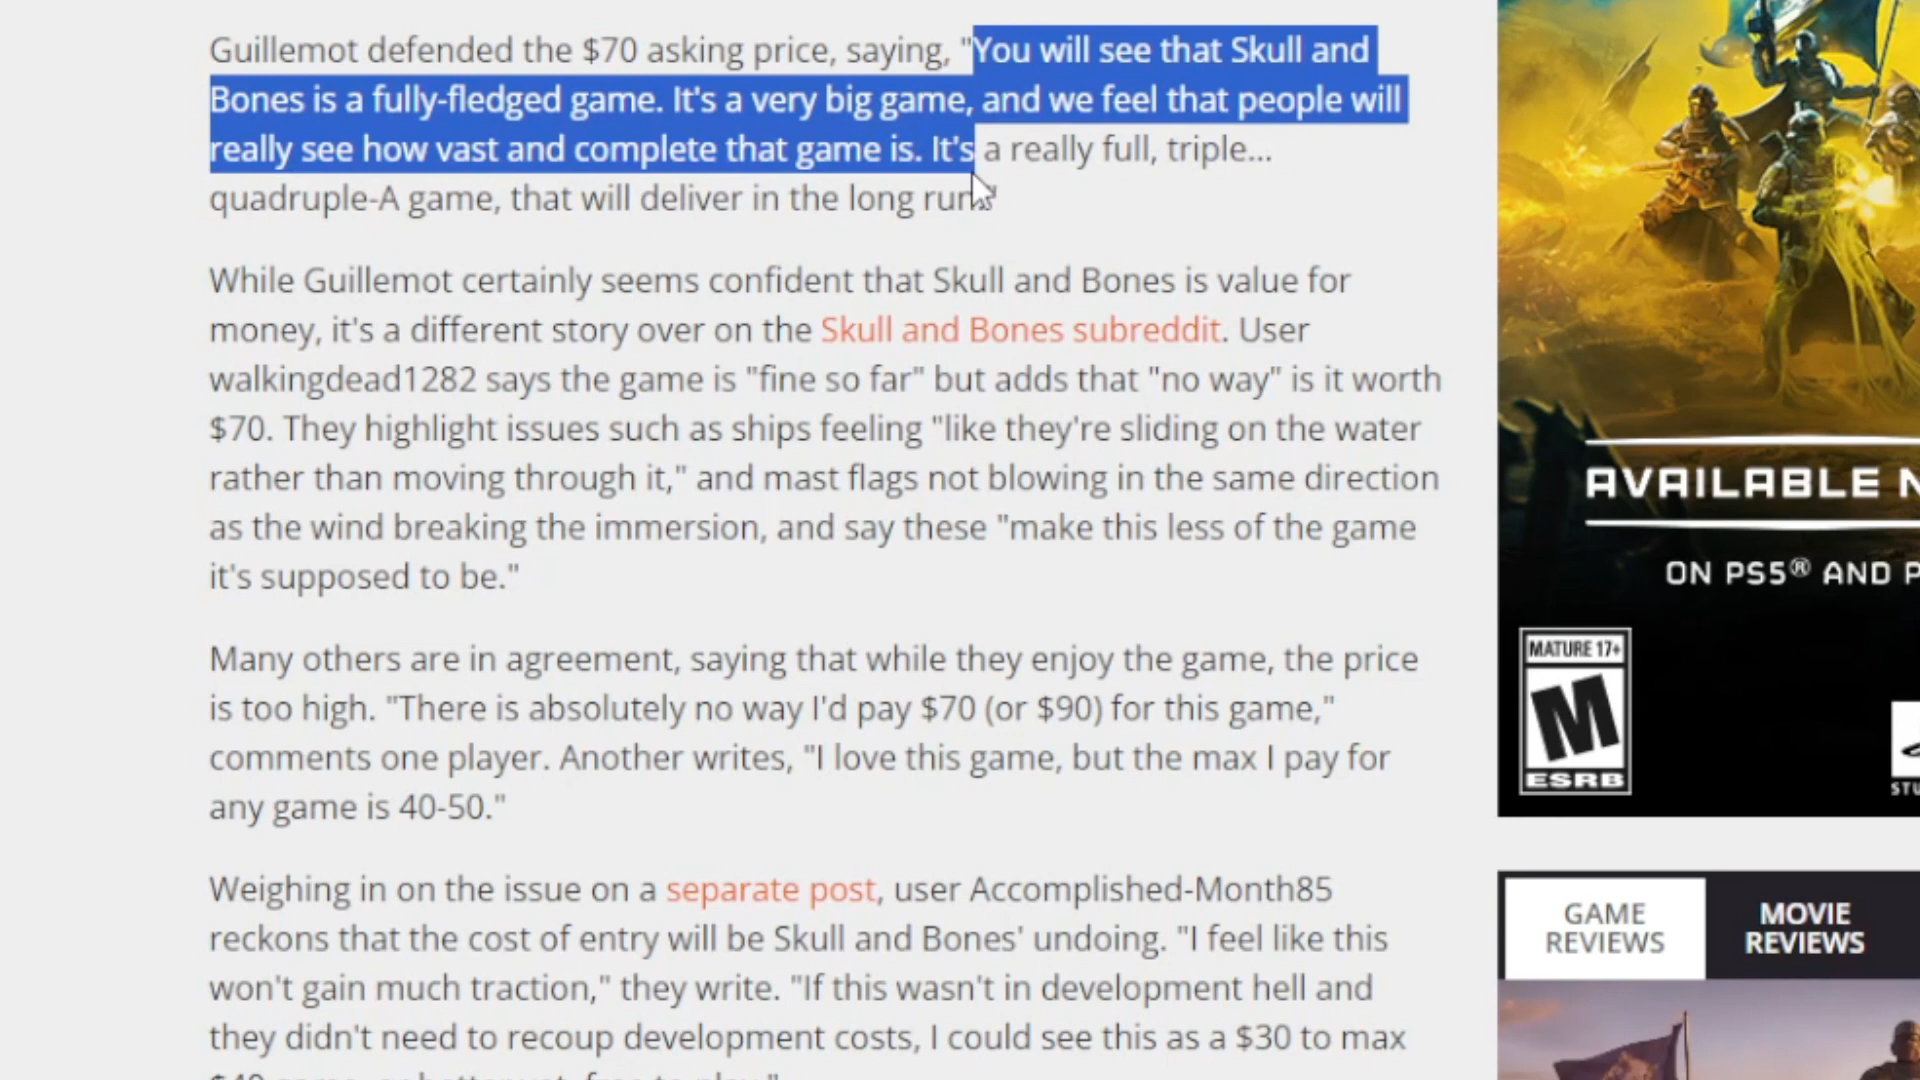 Guillemot defended the $70 asking price, saying, "You will see that Skull and
Bones is a fully-fledged game. It's a very big game, and we feel that people will
really see how vast and complete that game is. It's a really full, triple...
quadruple-A game, that will deliver in the long run."
While Guillemot certainly seems confident that Skull and Bones is value for
money, it's a different story over on the Skull and Bones subreddit. User
walkingdead1282 says the game is "fine so far" but adds that "no way" is it worth
$70. They highlight issues such as ships feeling "like they're sliding on the water
rather than moving through it," and mast flags not blowing in the same direction
as the wind breaking the immersion, and say these "make this less of the game
it's supposed to be."
Many others are in agreement, saying that while they enjoy the game, the price
is too high. "There is absolutely no way I'd pay $70 (or $90) for this game,"
comments one player. Another writes, "I love this game, but the max I pay for
any game is 40-50."
Weighing in on the issue on a separate post, user Accomplished-Month85
reckons that the cost of entry will be Skull and Bones' undoing. "I feel like this
won't gain much traction," they write. "If this wasn't in development hell and
they didn't need to recoup development costs, I could see this as a $30 to max
AVAILABLE N
ON PS5® AND P
MATURE 17+
M
ESRB
STU
GAME
REVIEWS
MOVIE
REVIEWS